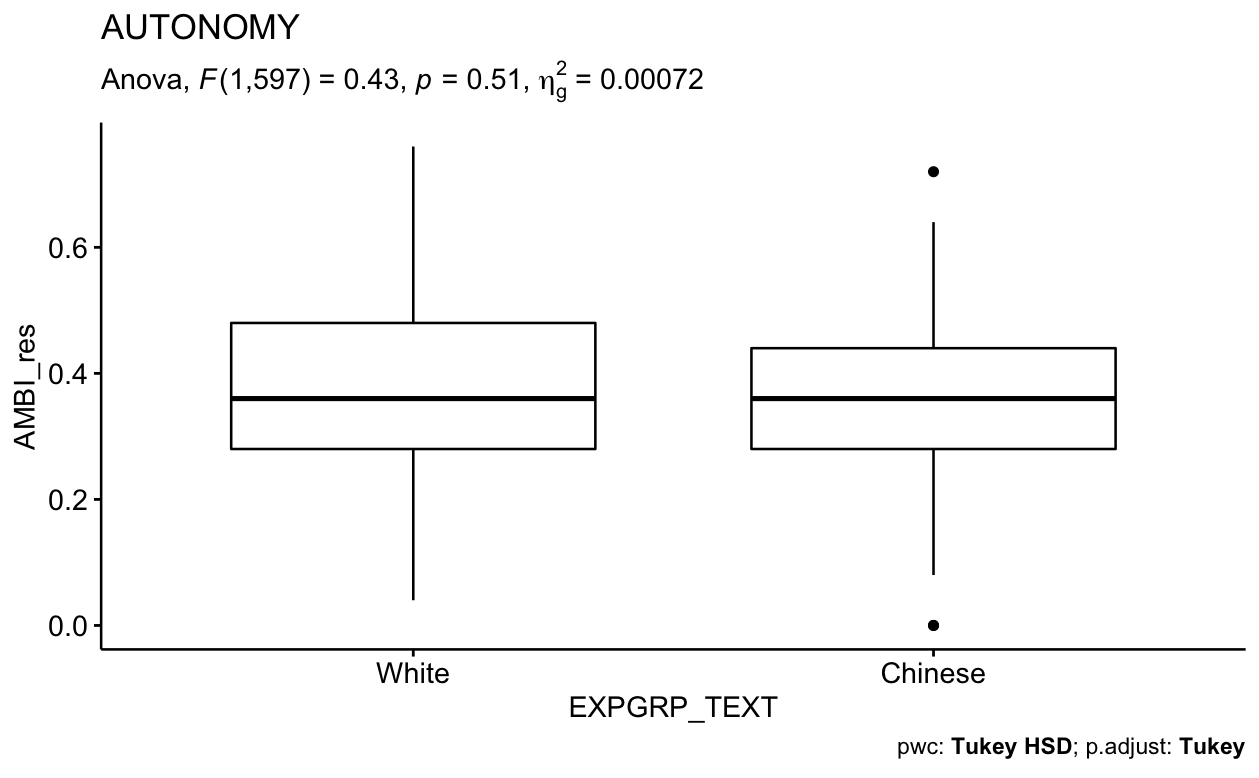 AUTONOMY
Anova, F(1,597) = 0.43, p = 0.51, η²g = 0.00072
AMBI_res
0.6
0.4
0.2
0.0
White Chinese
EXPGRP_TEXT
pwc: Tukey HSD; p.adjust: Tukey